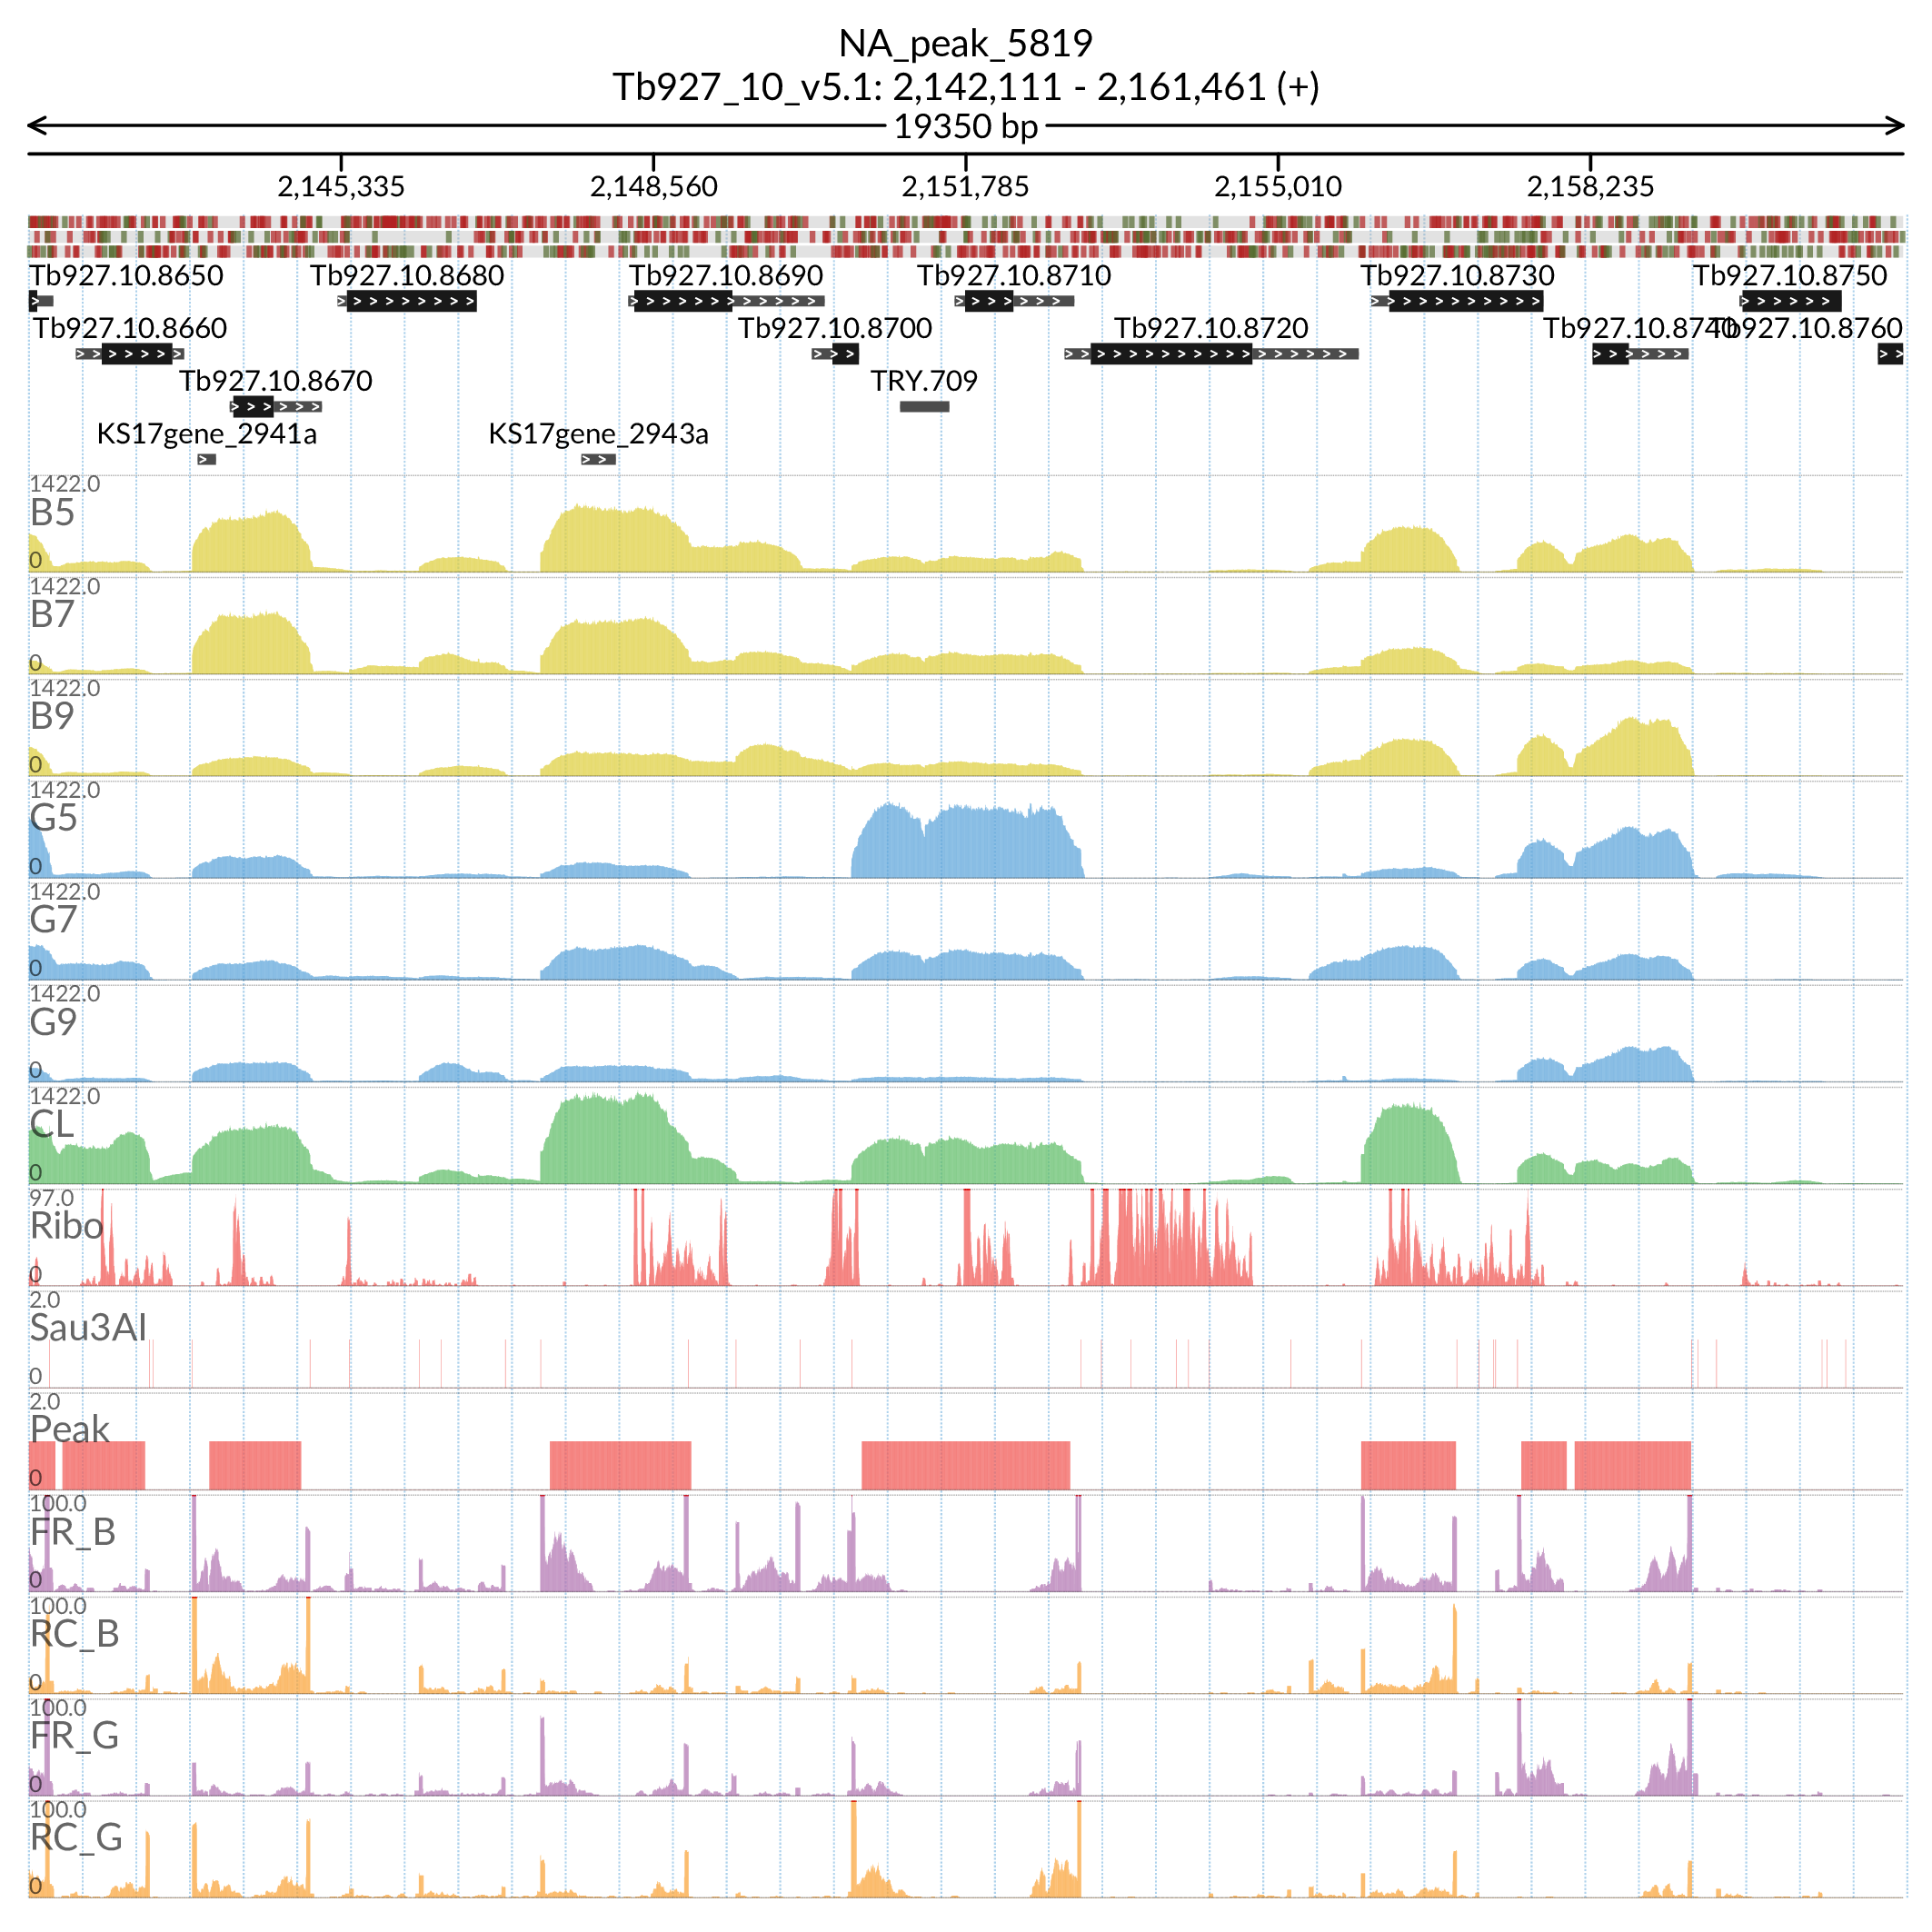 NA_peak_5819
Tb927_10_v5.1: 2,142,111 - 2,161,461 (+)
19350 bp
2,145,335 2,148,560 2,151,785 2,155,010 2,158,235
Tb927.10.8650 Tb927.10.8680 Tb927.10.8690 Tb927.10.8710 Tb927.10.8730 Tb927.10.8750
Tb927.10.8660 Tb927.10.8700 Tb927.10.8720 Tb927.10.8740 Tb927.10.8760
Tb927.10.8670 TRY.709
KS17gene_2941a KS17gene_2943a
1422.0
B5
0
1422.0
B7
0
1422.0
B9
0
1422.0
G5
0
1422.0
G7
0
1422.0
G9
0
1422.0
CL
0
97.0
Ribo
0
2.0
Sau3AI
0
2.0
Peak
0
100.0
FR_B
0
100.0
RC_B
0
100.0
FR_G
0
100.0
RC_G
0